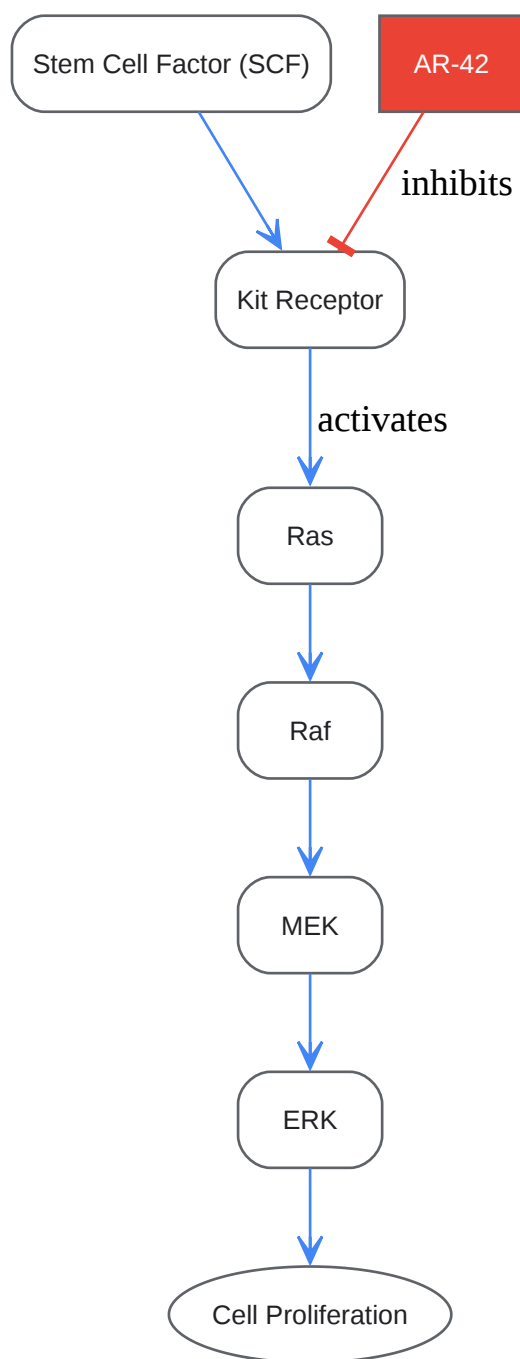 Stem Cell Factor (SCF)
AR-42
inhibits
Kit Receptor
activates
Ras
Raf
MEK
ERK
Cell Proliferation